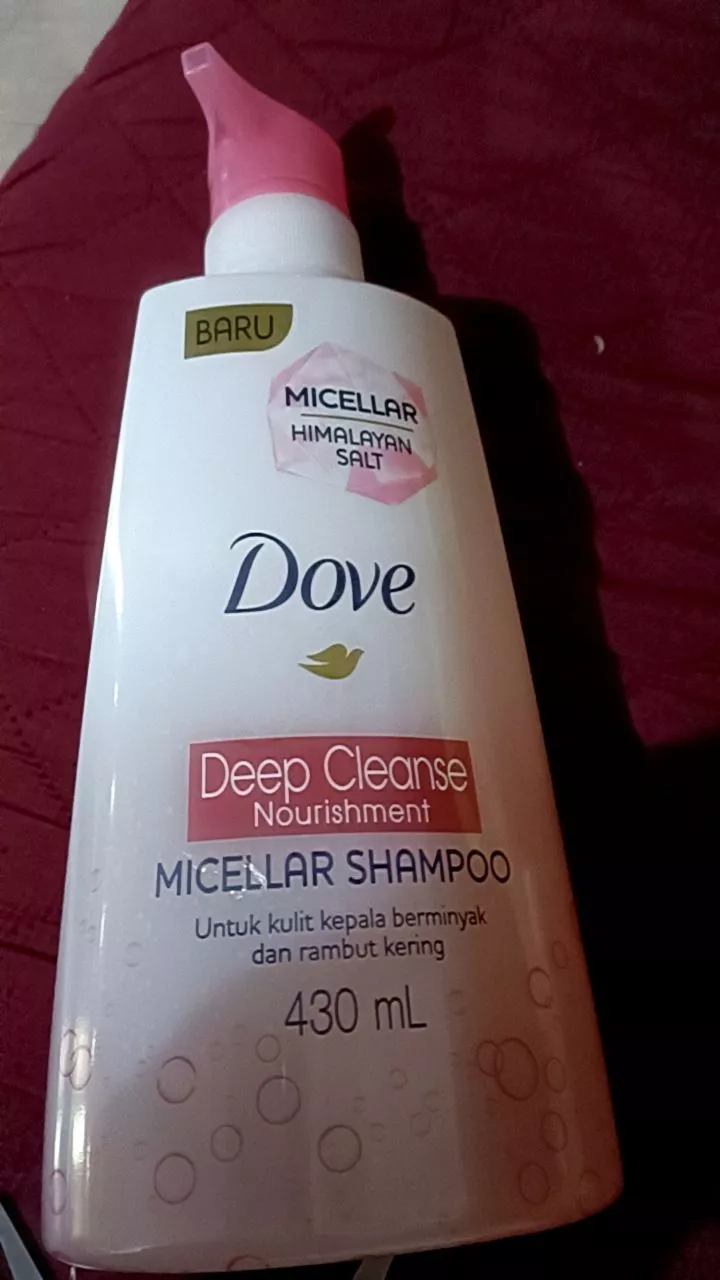 BARU
MICELLAR
HIMALAYAN
SALT
Dove
Deep Cleanse
Nourishment
MICELLAR SHAMPOO
Untuk kulit kepala berminyak
dan rambut kering
430 mL